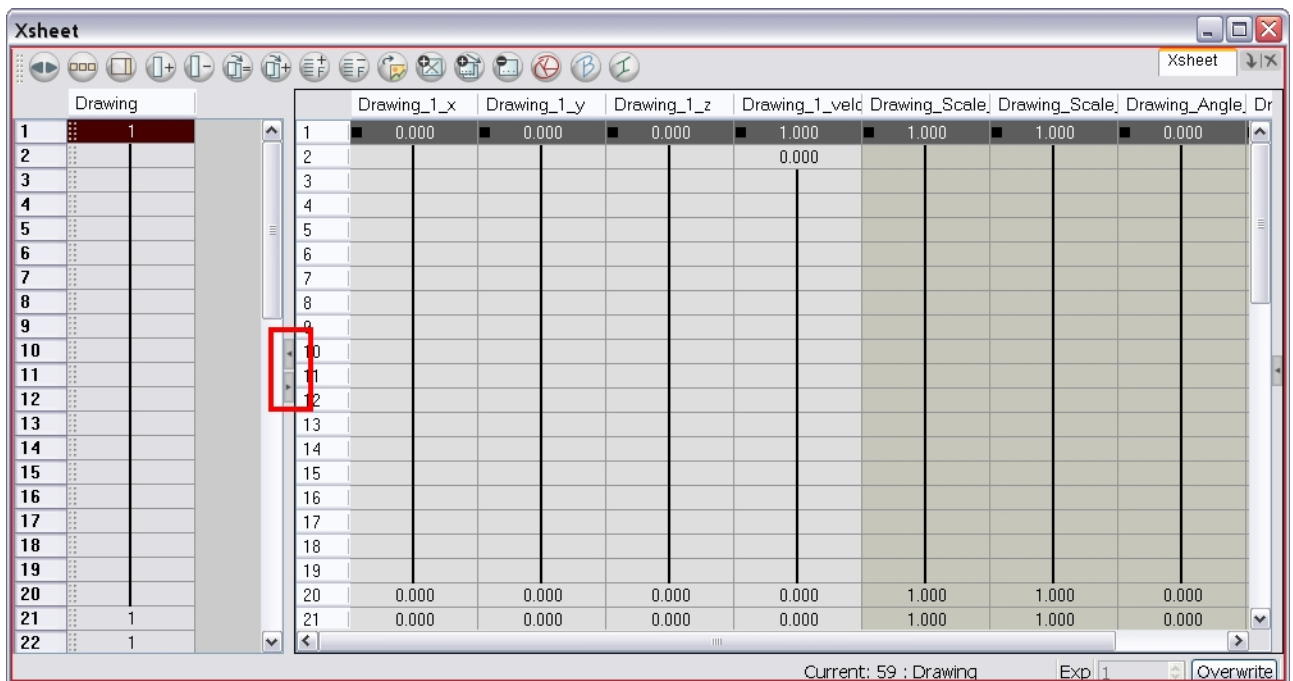 Xsheet
Xsheet
Drawing
Drawing_1_x Drawing_1_y Drawing_1_z Drawing_1_velc Drawing_Scale_ Drawing_Scale_ Drawing_Angle_ Dr
1 1 1 0.000 0.000 0.000 1.000 1.000 1.000 0.000
2 2 0.000
3 3
4 4
5 5
6 6
7 7
8 8
9 9
10 10
11 11
12 12
13 13
14 14
15 15
16 16
17 17
18 18
19 19
20 20 0.000 0.000 0.000 0.000 1.000 1.000 0.000
21 1 21 0.000 0.000 0.000 0.000 1.000 1.000 0.000
22 1
Current: 59 : Drawing Exp 1 Overwrite